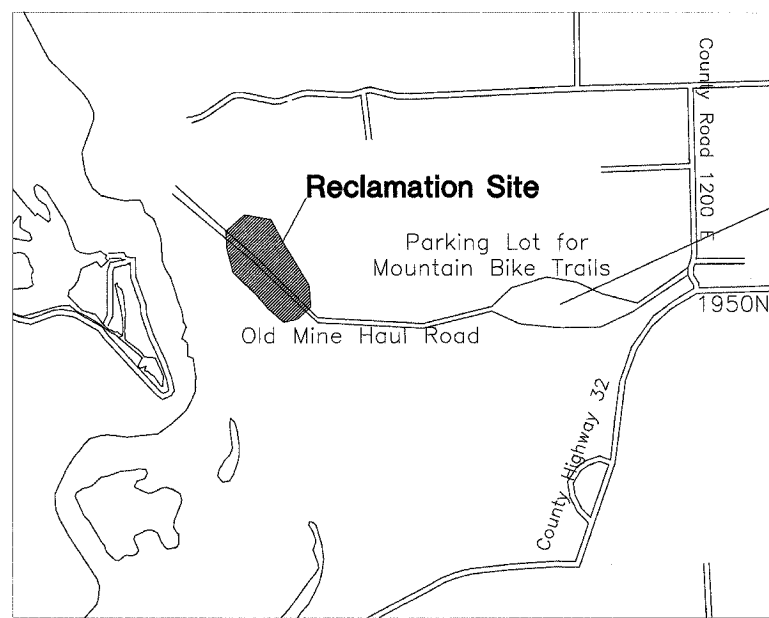 County Road 1200 E
Reclamation Site
Parking Lot for
Mountain Bike Trails
1950N
Old Mine Haul Road
County Highway 32